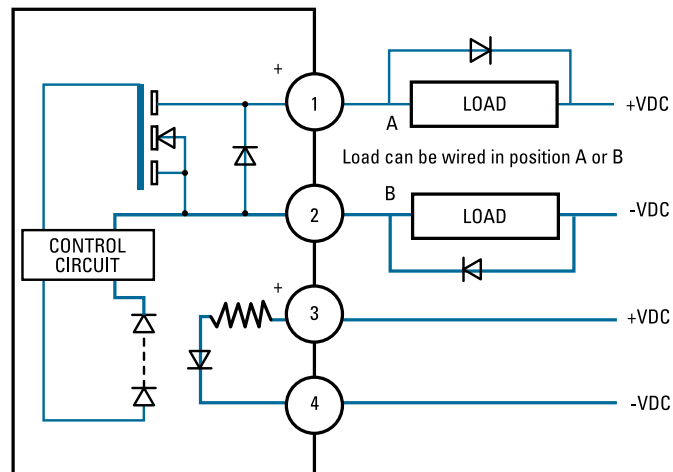 +
1
LOAD
+VDC
A
Load can be wired in position A or B
B
2
LOAD
-VDC
CONTROL
CIRCUIT
+
3
+VDC
4
-VDC